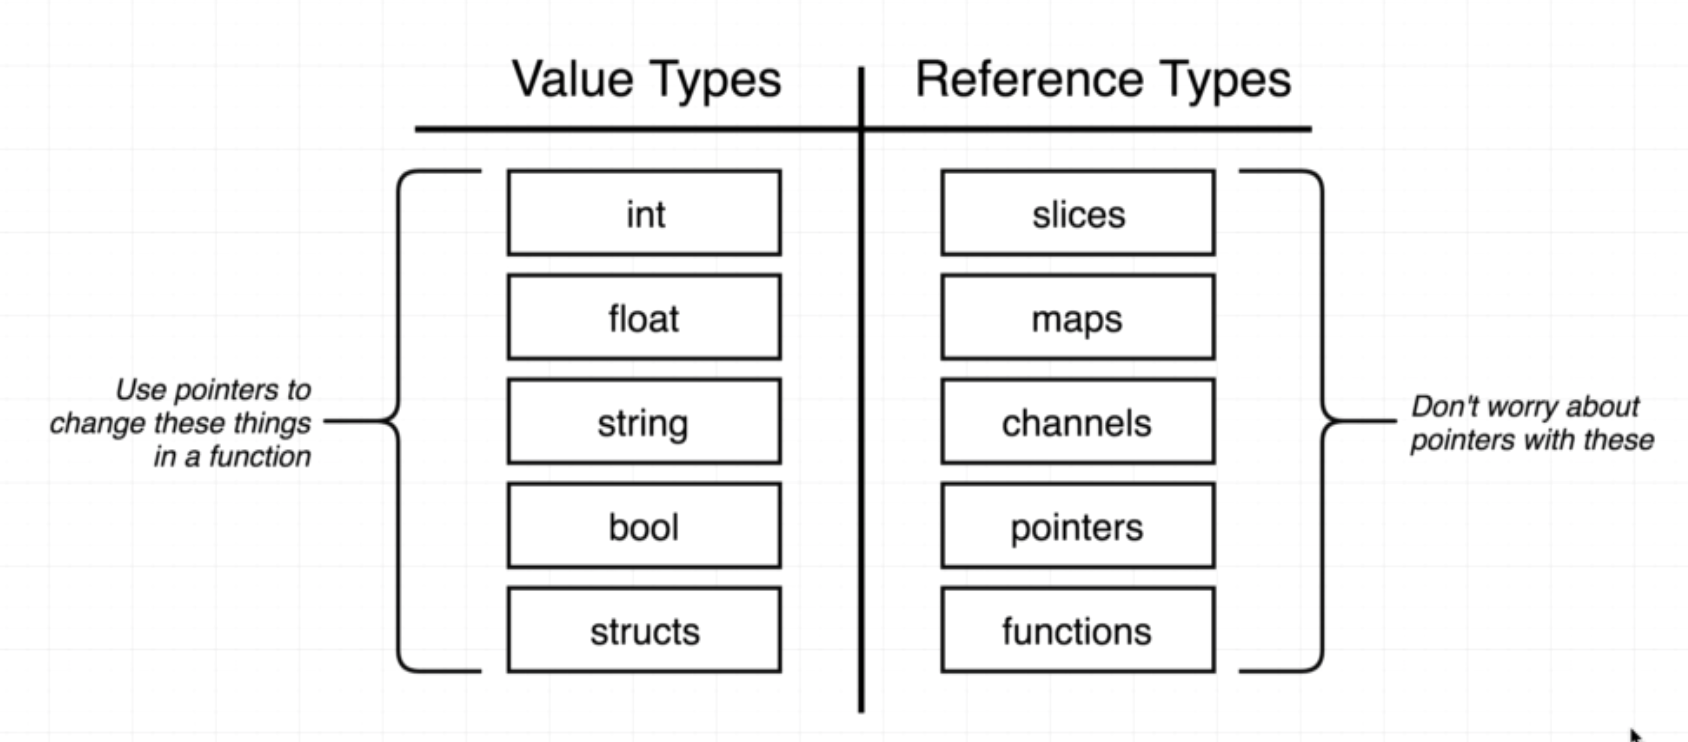 Value Types
Reference Types
int
slices
float
maps
Use pointers to
change these things
in a function
string
channels
Don't worry about
pointers with these
bool
pointers
structs
functions